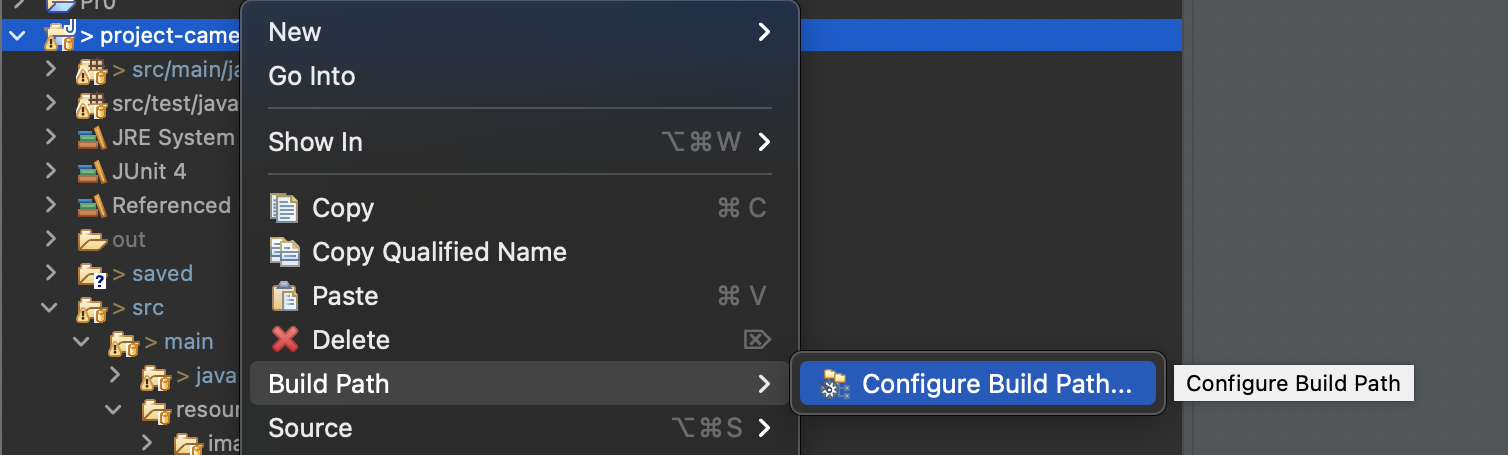 Pr0
> project-came
> src/main/ja
src/test/java
JRE System
JUnit 4
Referenced
out
> saved
> src
> main
> java
resour
ima
New
Go Into
Show In ⌥⌘W
Copy ⌘ C
Copy Qualified Name
Paste ⌘ V
Delete ⌦
Build Path
Source ⌥⌘S
Configure Build Path...
Configure Build Path